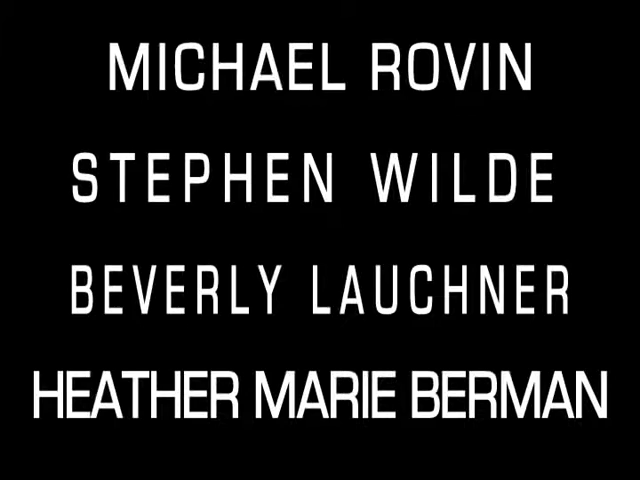 MICHAEL ROVIN
STEPHEN WILDE
BEVERLY LAUCHNER
HEATHER MARIE BERMAN